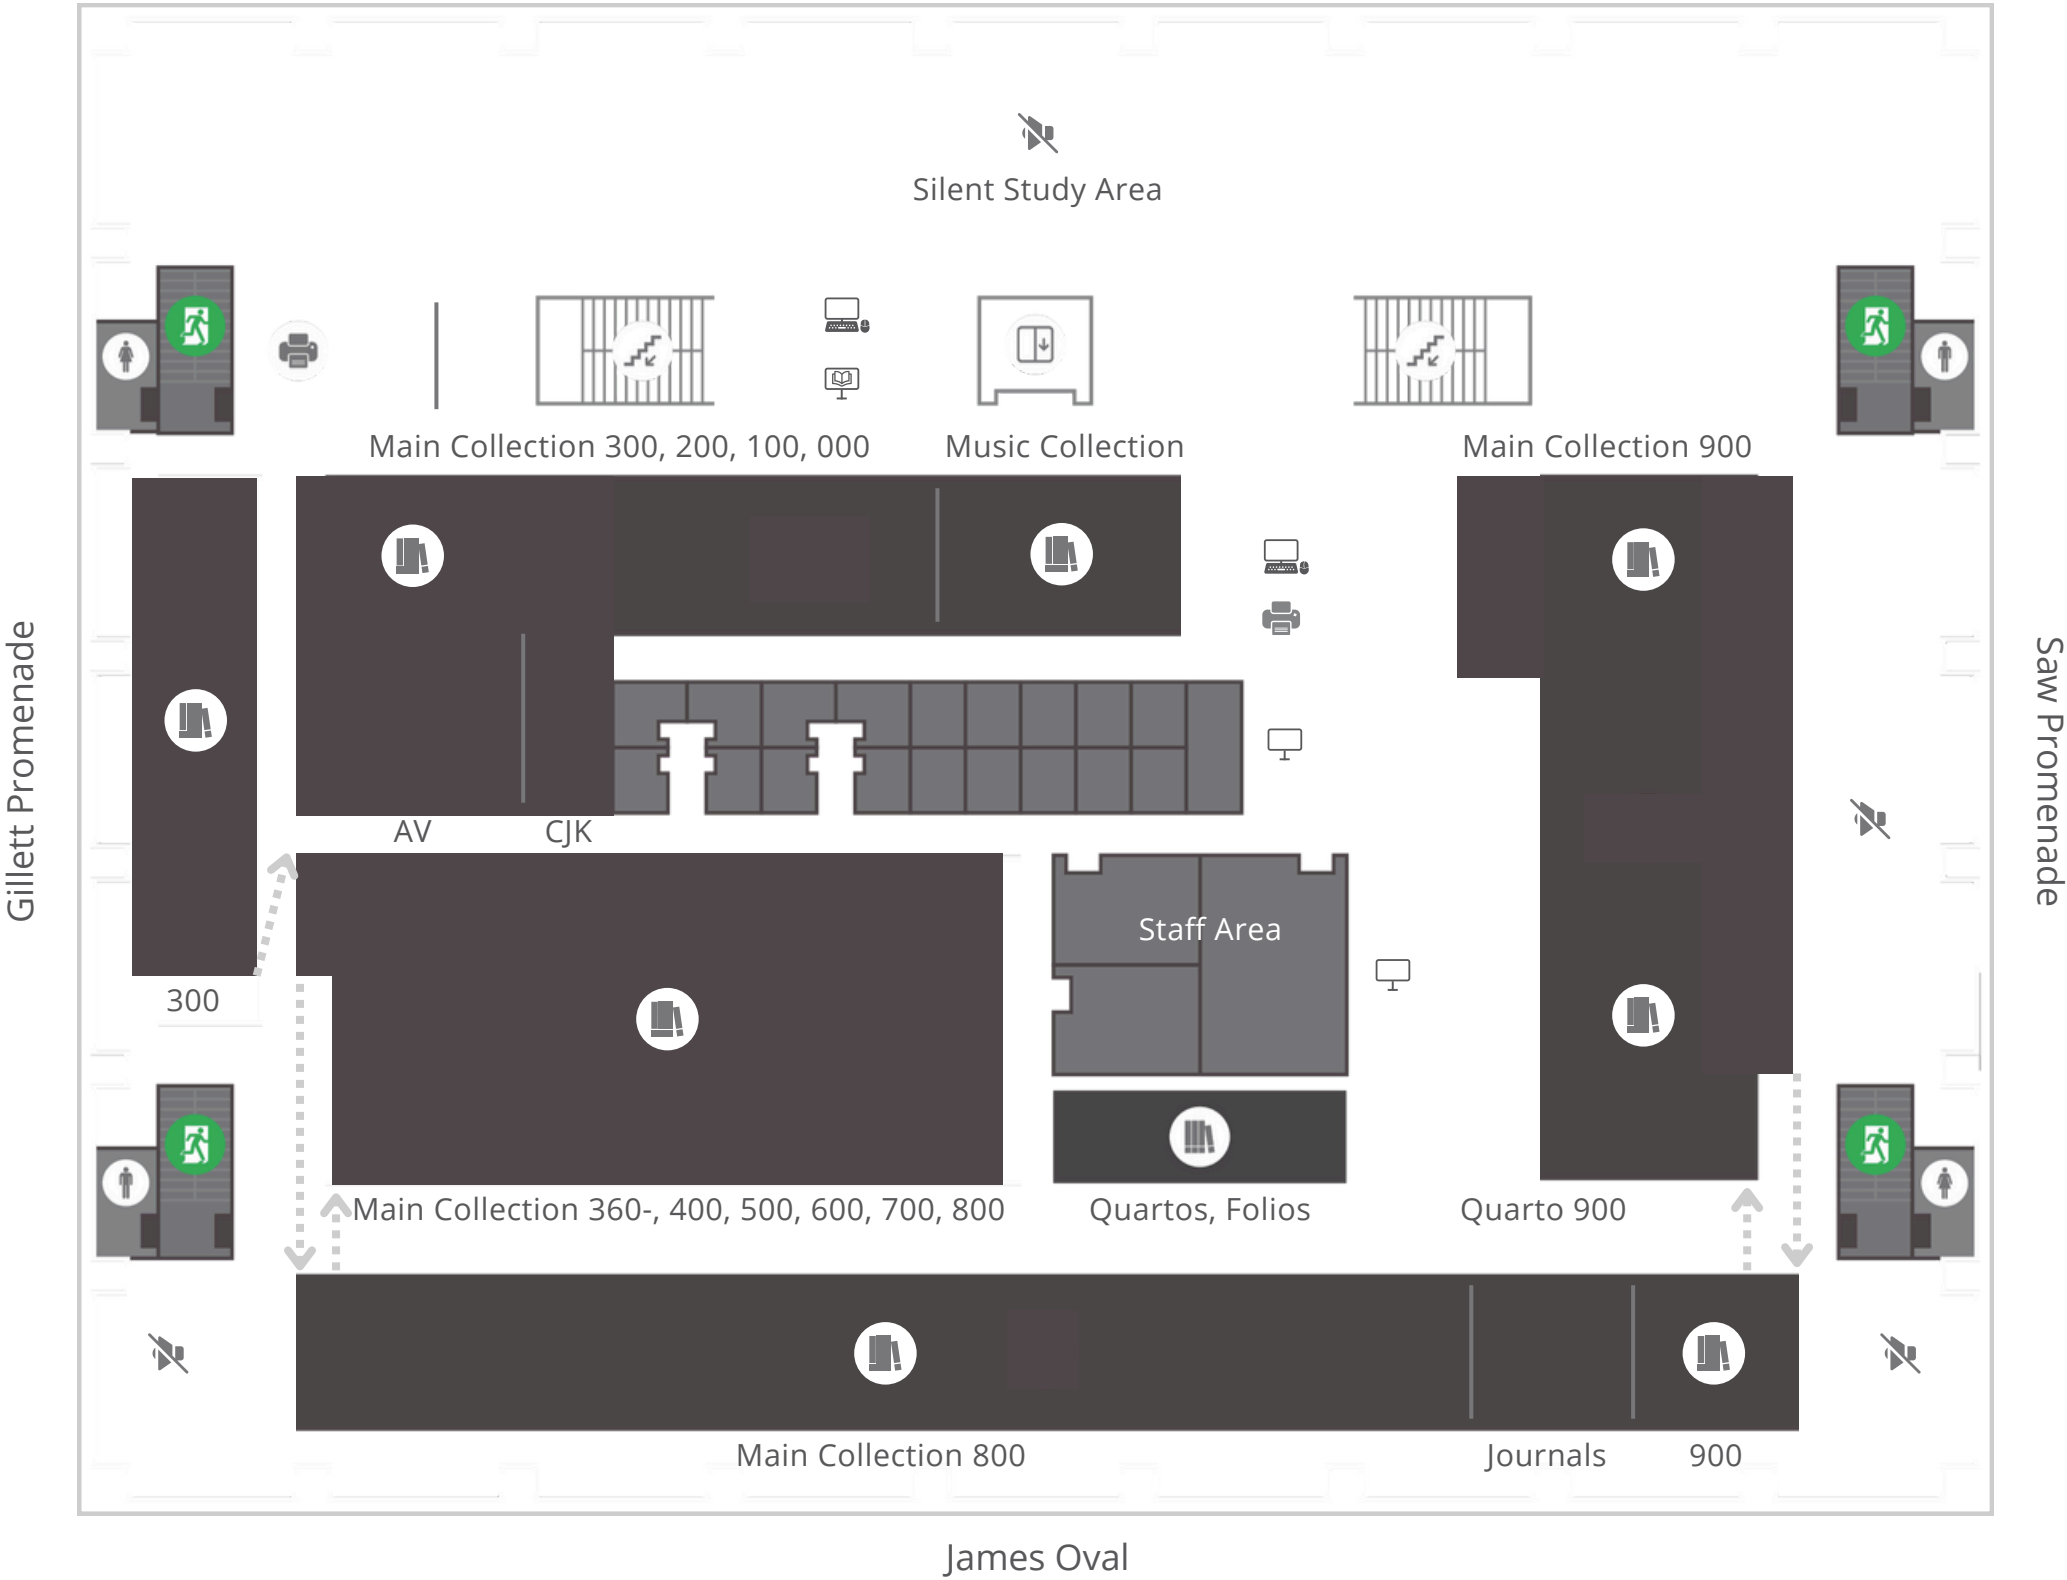 Silent Study Area
Main Collection 300, 200, 100, 000
Music Collection
Main Collection 900
Gillett Promenade
Saw Promenade
AV
CJK
Staff Area
300
Main Collection 360-, 400, 500, 600, 700, 800
Quartos, Folios
Quarto 900
Main Collection 800
Journals
900
James Oval